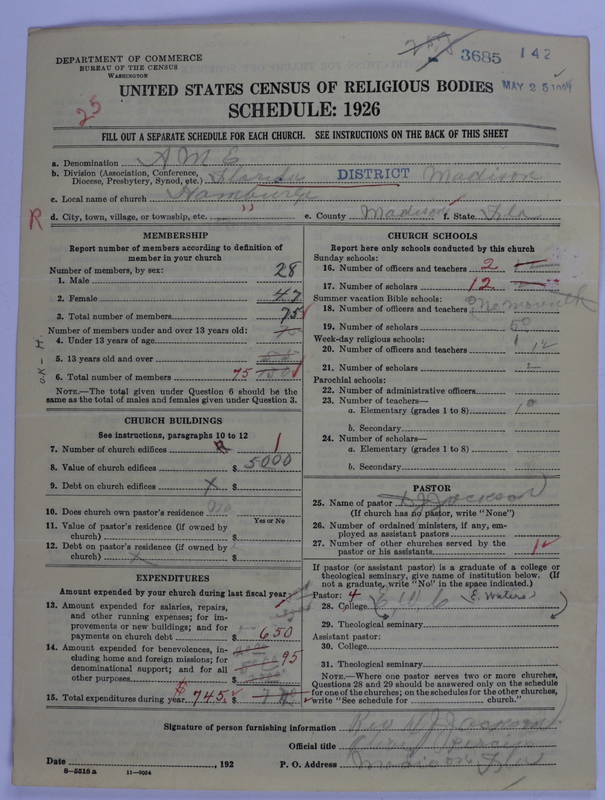 3685 142
DEPARTMENT OF COMMERCE
BUREAU OF THE CENSUS
WASHINGTON
MAY 25
UNITED STATES CENSUS OF RELIGIOUS BODIES
SCHEDULE: 1926
25
FILL OUT A SEPARATE SCHEDULE FOR EACH CHURCH. SEE INSTRUCTIONS ON THE BACK OF THIS SHEET
a. Denomination A M E
b. Division (Association, Conference, Diocese, Presbytery, Synod, etc.) Florida DISTRICT Madison
c. Local name of church Hamburg
R d. City, town, village, or township, etc. " e. County Madison f. State Fla
MEMBERSHIP
Report number of members according to definition of
member in your church
Number of members, by sex:
1. Male 28
2. Female 47
3. Total number of members 75
Number of members under and over 13 years old:
4. Under 13 years of age
5. 13 years old and over
6. Total number of members 75
OK - H
NOTE.—The total given under Question 6 should be
the same as the total of males and females given under Question 3.
CHURCH BUILDINGS
See instructions, paragraphs 10 to 12
7. Number of church edifices 1
8. Value of church edifices $ 5000
9. Debt on church edifices x $
10. Does church own pastor's residence no
Yes or No
11. Value of pastor's residence (if owned by
church) $
12. Debt on pastor's residence (if owned by
church) x $
EXPENDITURES
Amount expended by your church during last fiscal year
13. Amount expended for salaries, repairs,
and other running expenses; for im-
provements or new buildings; and for
payments on church debt $ 650
14. Amount expended for benevolences, in-
cluding home and foreign missions; for
denominational support; and for all
other purposes $ 95
15. Total expenditures during year $ 745 $
CHURCH SCHOOLS
Report here only schools conducted by this church
Sunday schools:
16. Number of officers and teachers 2
17. Number of scholars 12
Summer vacation Bible schools:
18. Number of officers and teachers
19. Number of scholars
Week-day religious schools:
20. Number of officers and teachers
21. Number of scholars
Parochial schools:
22. Number of administrative officers
23. Number of teachers—
a. Elementary (grades 1 to 8)
b. Secondary
24. Number of scholars—
a. Elementary (grades 1 to 8)
b. Secondary
PASTOR
25. Name of pastor Jackson
(If church has no pastor, write "None")
26. Number of ordained ministers, if any, em-
ployed as assistant pastors
27. Number of other churches served by the
pastor or his assistants 1
If pastor (or assistant pastor) is a graduate of a college or
theological seminary, give name of institution below. (If
not a graduate, write "No" in the space indicated.)
Pastor: 4
28. College E. W. C (E. Waters)
29. Theological seminary
Assistant pastor:
30. College
31. Theological seminary
NOTE.—Where one pastor serves two or more churches,
Questions 28 and 29 should be answered only on the schedule
for one of the churches; on the schedules for the other churches,
write "See schedule for church."
Signature of person furnishing information Rev Jackson
Official title
Date , 192 P. O. Address Madison Fla
8-5518a 11-9054